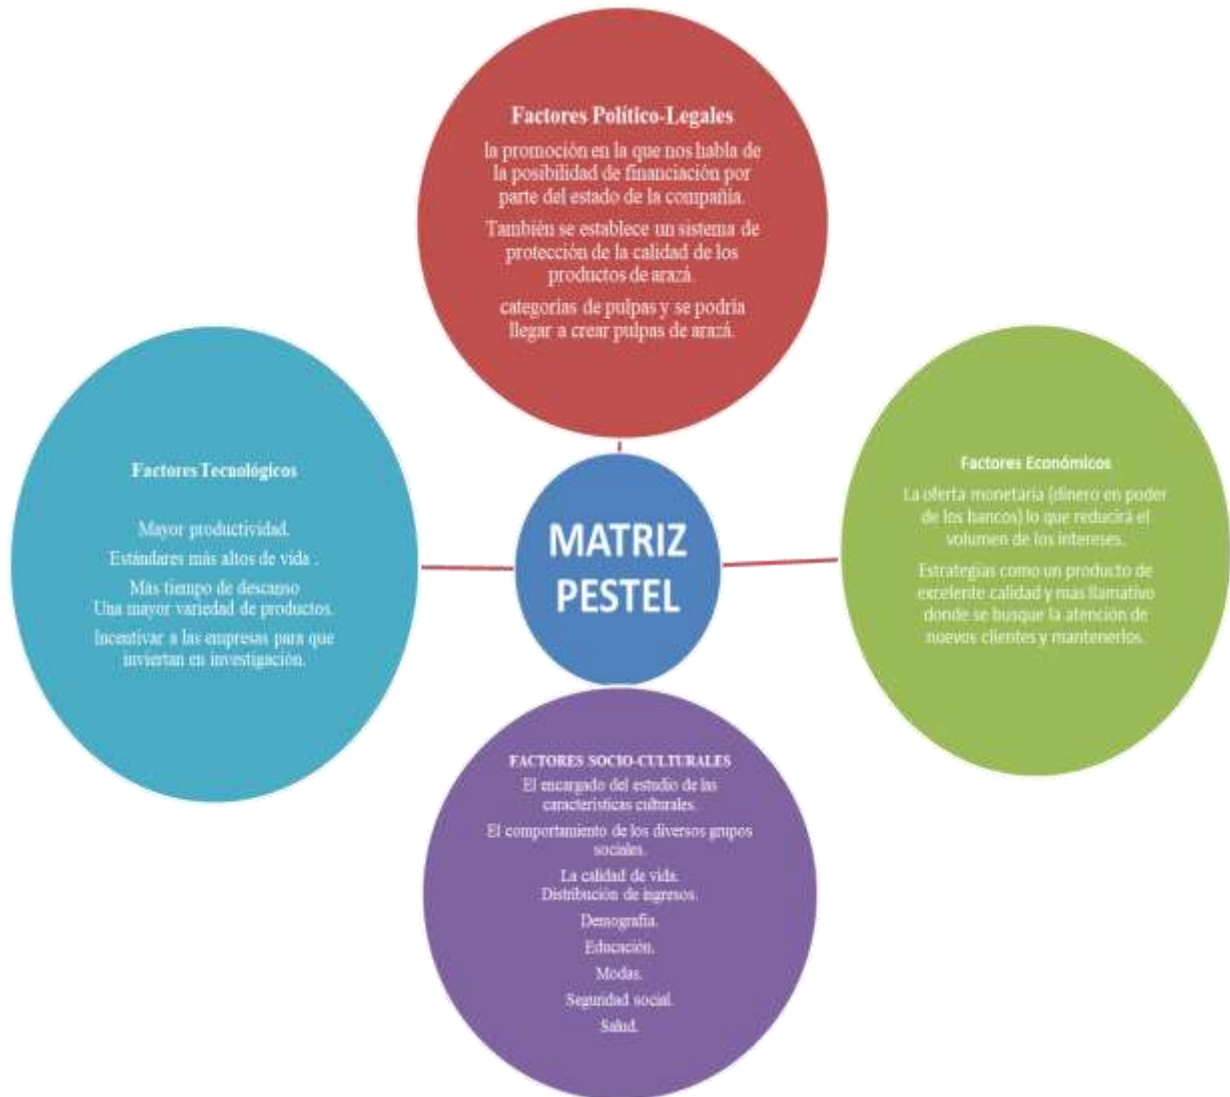 Factores Político-Legales
la promoción en la que nos habla de
la posibilidad de financiación por
parte del estado de la compañía.
También se establece un sistema de
protección de la calidad de los
productos de arazá.
categorías de pulpas y se podría
llegar a crear pulpas de arazá.
Factores Tecnológicos
Mayor productividad.
Estándares más altos de vida .
Más tiempo de descanso
Una mayor variedad de productos.
Incentivar a las empresas para que
inviertan en investigación.
MATRIZ
PESTEL
Factores Económicos
La oferta monetaria (dinero en poder
de los bancos) lo que reducirá el
volumen de los intereses.
Estrategias como un producto de
excelente calidad y más llamativo
donde se busque la atención de
nuevos clientes y mantenerlos.
FACTORES SOCIO-CULTURALES
El encargado del estudio de las
características culturales.
El comportamiento de los diversos grupos
sociales.
La calidad de vida.
Distribución de ingresos.
Demografía.
Educación.
Modas.
Seguridad social.
Salud.